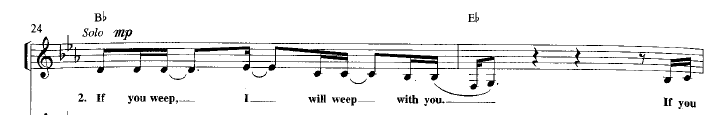 24
B♭ E♭
Solo mp
2. If you weep, I will weep with you. If you